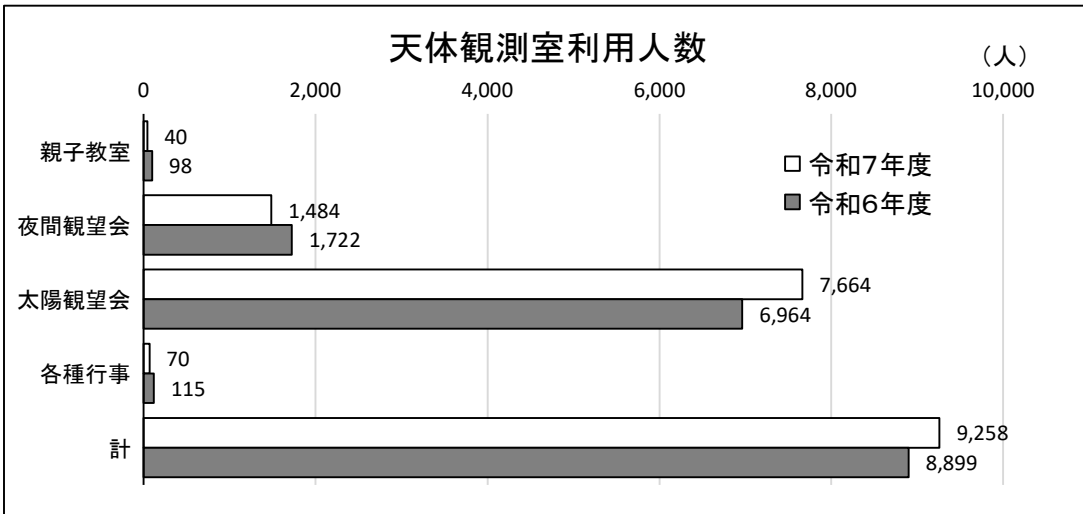 天体観測室利用人数
（人）
0 2,000 4,000 6,000 8,000 10,000
親子教室
40
98
夜間観望会
1,484
1,722
太陽観望会
7,664
6,964
各種行事
70
115
計
9,258
8,899
令和７年度
令和６年度